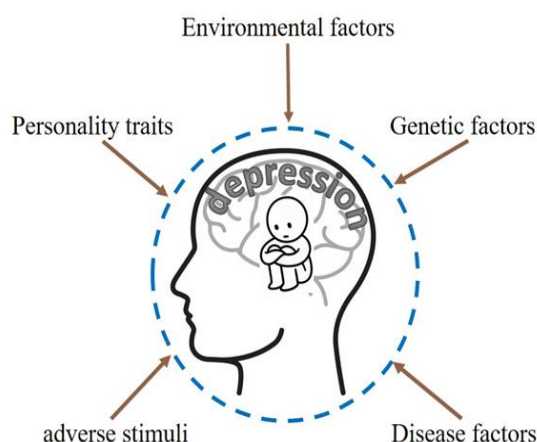 Environmental factors
Personality traits
Genetic factors
depression
adverse stimuli
Disease factors